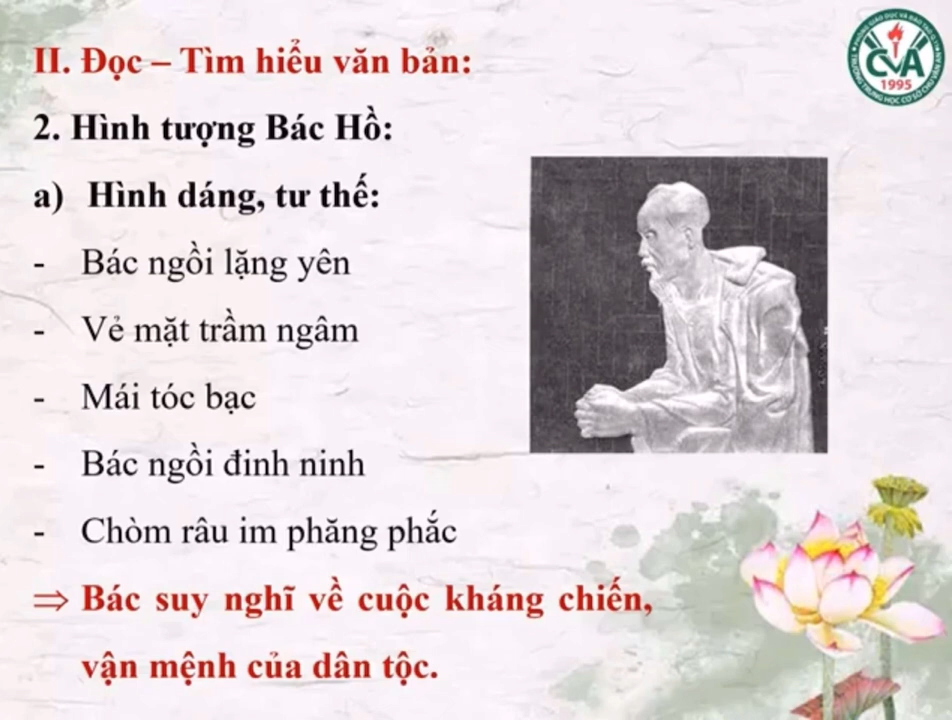 II. Đọc – Tìm hiểu văn bản:
2. Hình tượng Bác Hồ:
a) Hình dáng, tư thế:
- Bác ngồi lặng yên
- Vẻ mặt trầm ngâm
- Mái tóc bạc
- Bác ngồi đinh ninh
- Chòm râu im phăng phắc
⇒ Bác suy nghĩ về cuộc kháng chiến,
vận mệnh của dân tộc.
CVA
1995